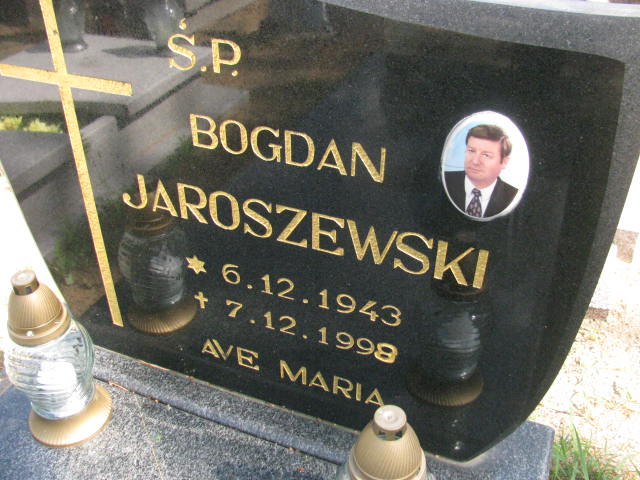 Ś.P.
BOGDAN
JAROSZEWSKI
* 6.12.1943
† 7.12.1998
AVE MARIA